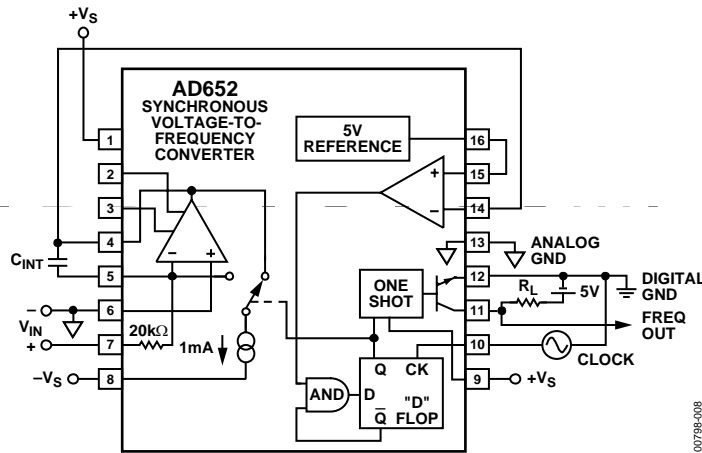 +VS
AD652
SYNCHRONOUS
VOLTAGE-TO-
FREQUENCY
CONVERTER
5V
REFERENCE
1
2
3
4
5
6
7
8
16
15
14
13
12
11
10
9
CINT
–
VIN
+
–VS
– +
20kΩ
1mA
+
–
ONE
SHOT
AND
D
Q CK
"D"
FLOP
Q̅
ANALOG
GND
RL
5V
DIGITAL
GND
FREQ
OUT
CLOCK
+VS
00798-008